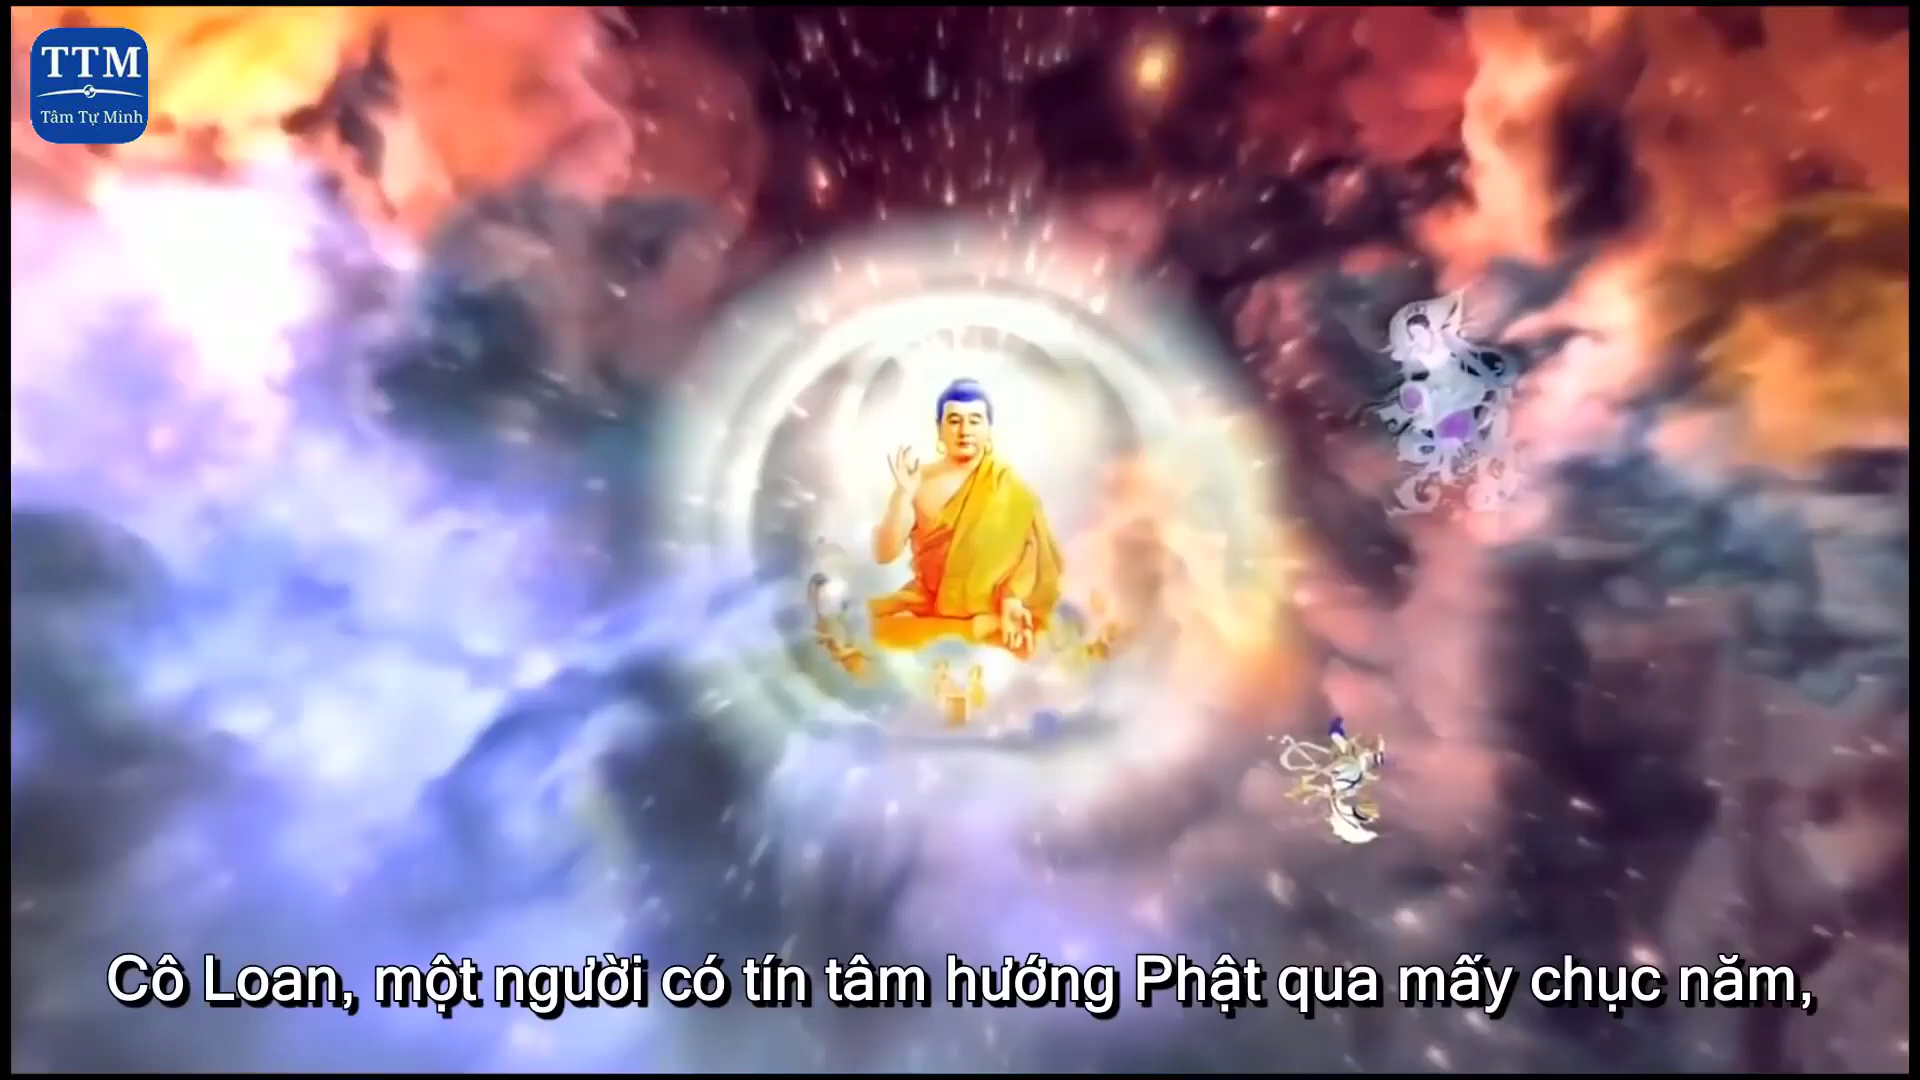 TTM
Tâm Tự Minh
Cô Loan, một người có tín tâm hướng Phật qua mấy chục năm,